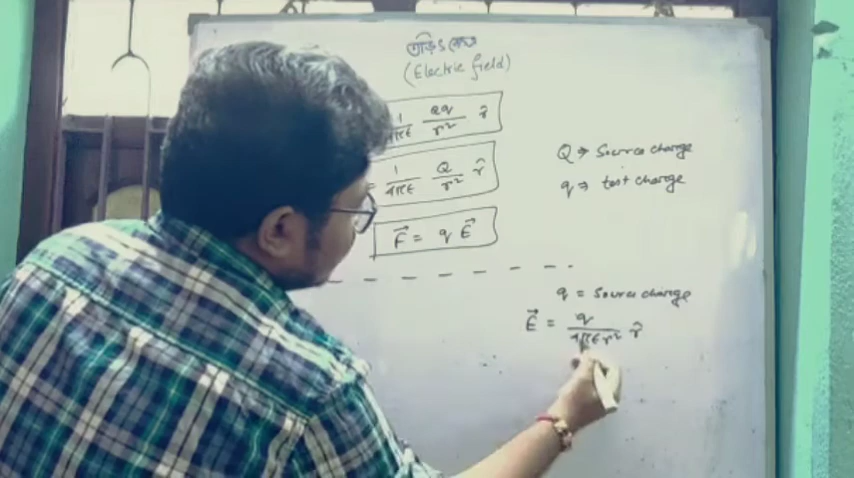 তড়িৎ ক্ষেত্র
(Electric field)
1/4πϵ Qq/r² r̂
= 1/4πϵ Q/r² r̂
F⃗ = q E⃗
Q → Source charge
q → test charge
q = Source charge
E⃗ = q/4πϵr² r̂